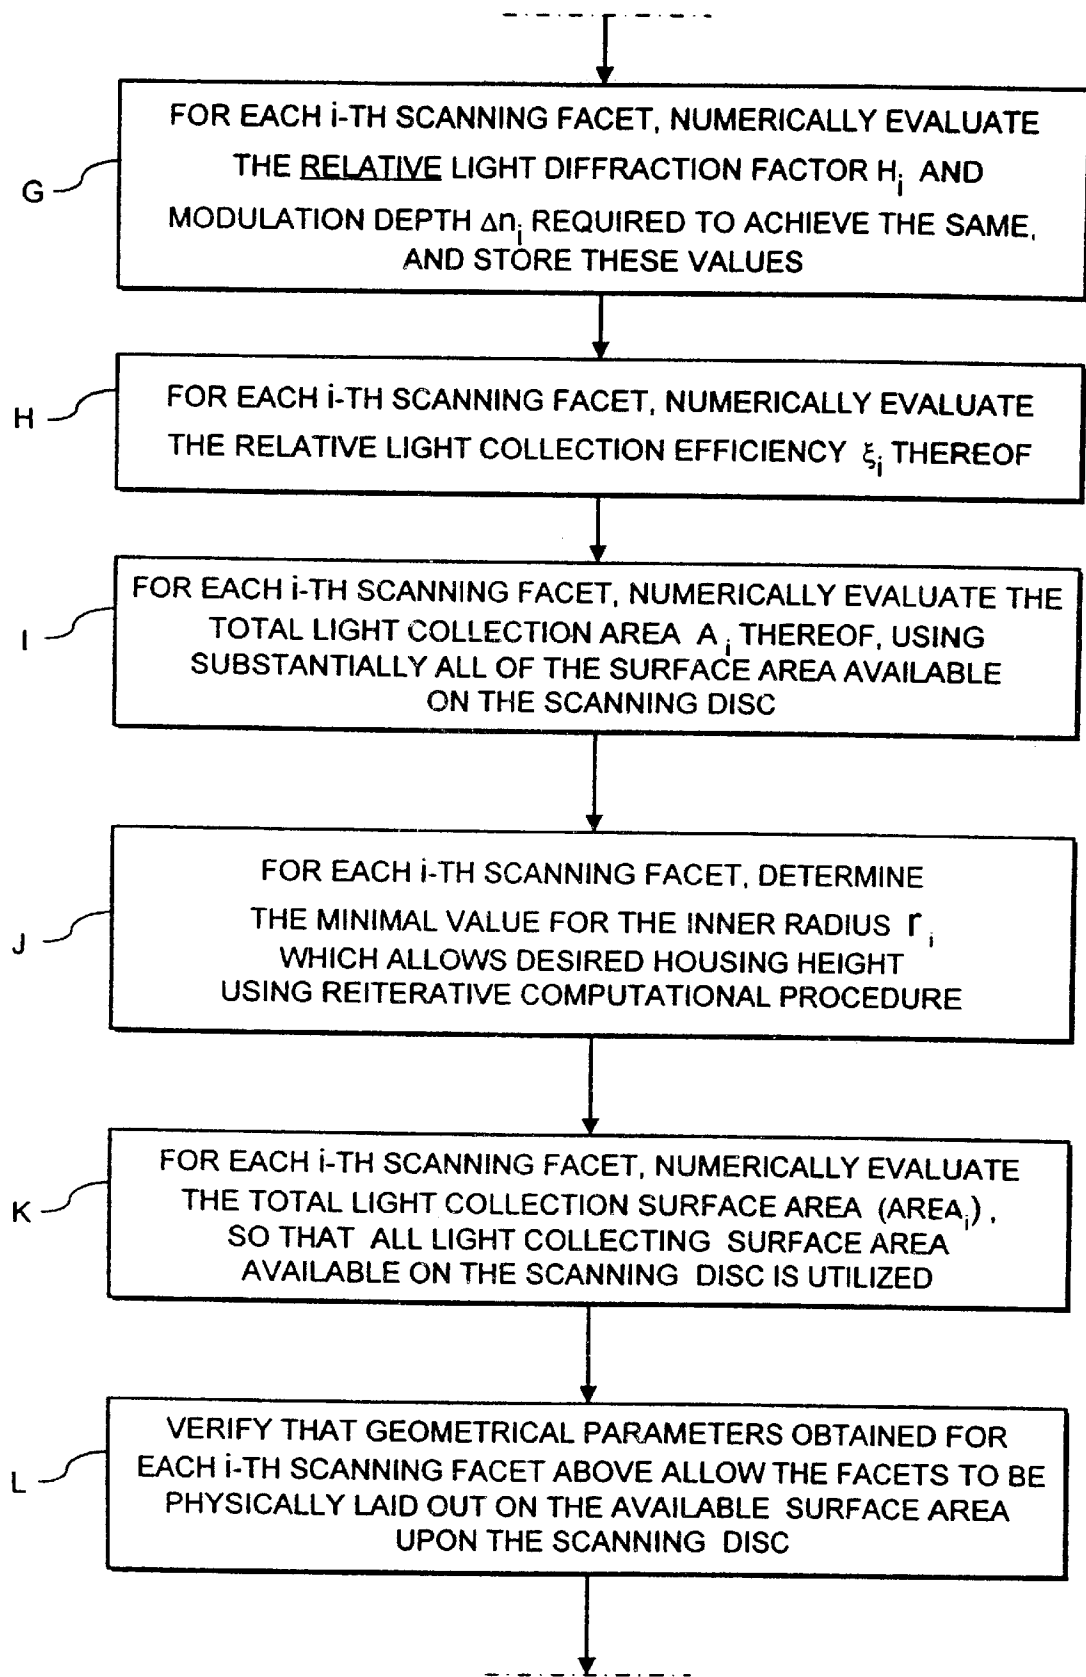 FOR EACH i-TH SCANNING FACET, NUMERICALLY EVALUATE
THE RELATIVE LIGHT DIFFRACTION FACTOR Hi AND
MODULATION DEPTH Δni REQUIRED TO ACHIEVE THE SAME,
AND STORE THESE VALUES
G
FOR EACH i-TH SCANNING FACET, NUMERICALLY EVALUATE
THE RELATIVE LIGHT COLLECTION EFFICIENCY ξi THEREOF
H
FOR EACH i-TH SCANNING FACET, NUMERICALLY EVALUATE THE
TOTAL LIGHT COLLECTION AREA Ai THEREOF, USING
SUBSTANTIALLY ALL OF THE SURFACE AREA AVAILABLE
ON THE SCANNING DISC
I
FOR EACH i-TH SCANNING FACET, DETERMINE
THE MINIMAL VALUE FOR THE INNER RADIUS ri
WHICH ALLOWS DESIRED HOUSING HEIGHT
USING REITERATIVE COMPUTATIONAL PROCEDURE
J
FOR EACH i-TH SCANNING FACET, NUMERICALLY EVALUATE
THE TOTAL LIGHT COLLECTION SURFACE AREA (AREAi),
SO THAT ALL LIGHT COLLECTING SURFACE AREA
AVAILABLE ON THE SCANNING DISC IS UTILIZED
K
VERIFY THAT GEOMETRICAL PARAMETERS OBTAINED FOR
EACH i-TH SCANNING FACET ABOVE ALLOW THE FACETS TO BE
PHYSICALLY LAID OUT ON THE AVAILABLE SURFACE AREA
UPON THE SCANNING DISC
L